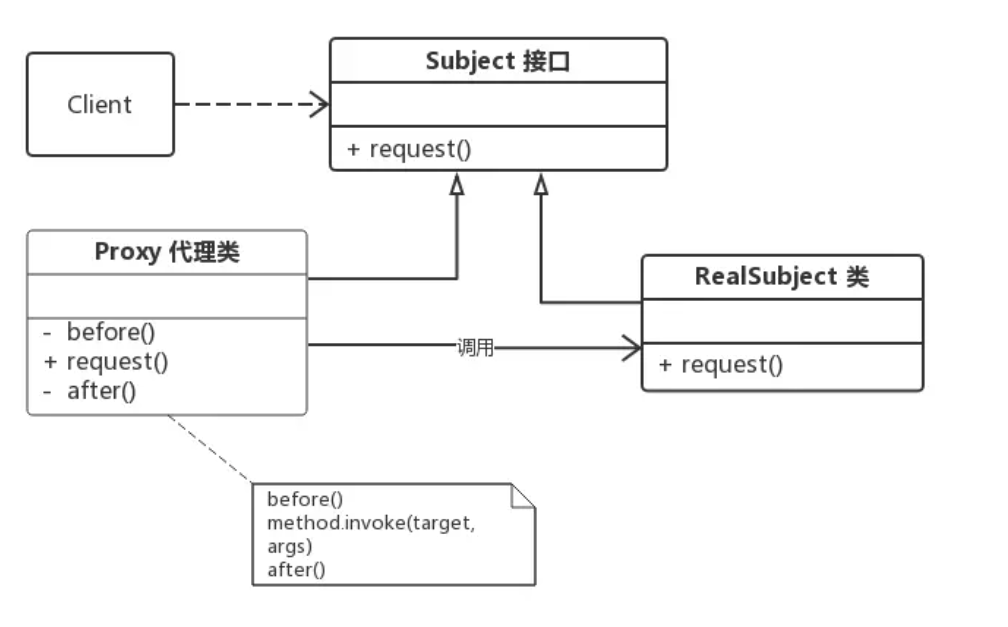 Client
Subject 接口
+ request()
Proxy 代理类
- before()
+ request()
- after()
RealSubject 类
+ request()
调用
before()
method.invoke(target,
args)
after()